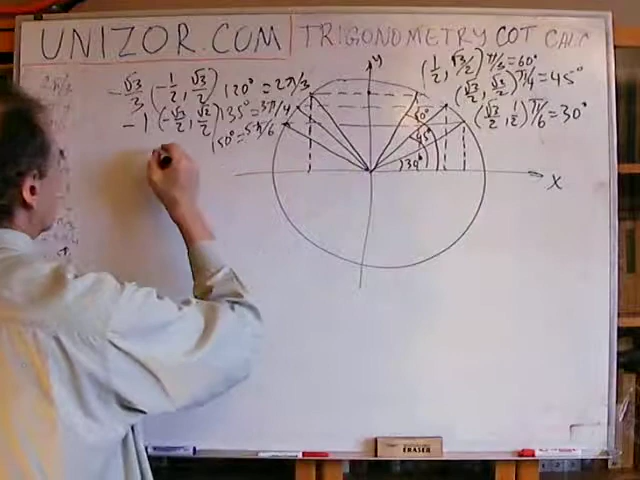 UNIZOR.COM | TRIGONOMETRY COT CALC
-√3/3 (-1/2, √3/2) 120° = 2π/3
-1 (-√2/2, √2/2) 135° = 3π/4
150° = 5π/6
(1/2, √3/2) π/3 = 60°
(√2/2, √2/2) π/4 = 45°
(√3/2, 1/2) π/6 = 30°
y
60°
45°
30°
X
ERASER